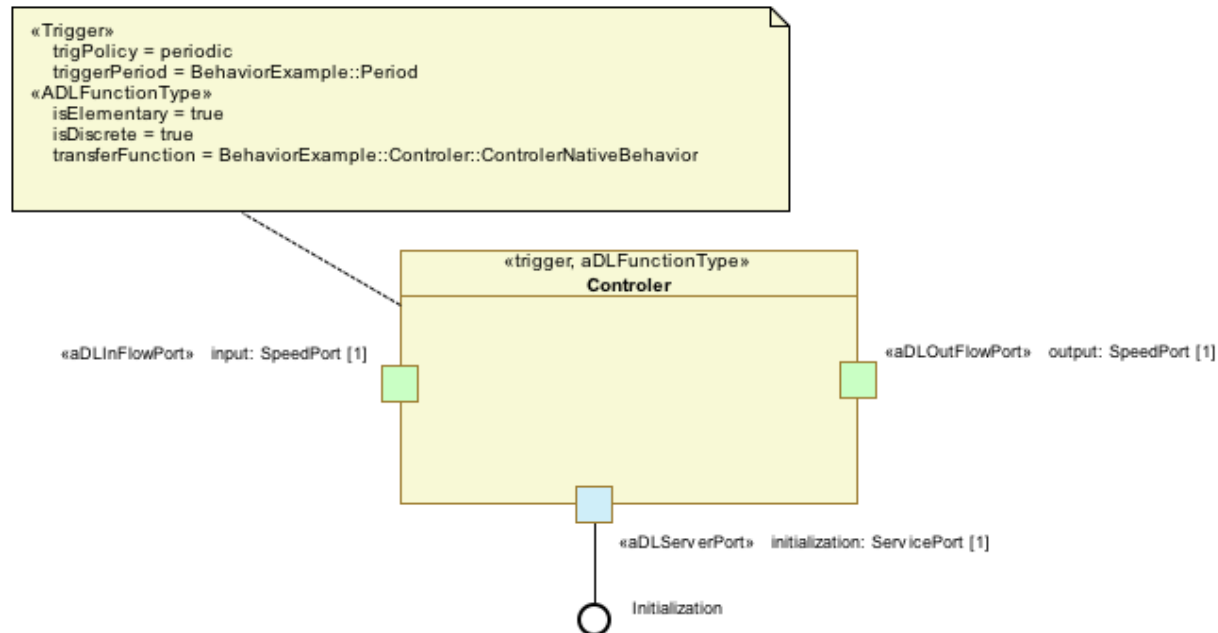 «Trigger»
trigPolicy = periodic
triggerPeriod = BehaviorExample::Period
«ADLFunctionType»
isElementary = true
isDiscrete = true
transferFunction = BehaviorExample::Controler::ControlerNativeBehavior
«trigger, aDLFunctionType»
Controler
«aDLInFlowPort» input: SpeedPort [1]
«aDLOutFlowPort» output: SpeedPort [1]
«aDLServerPort» initialization: ServicePort [1]
Initialization